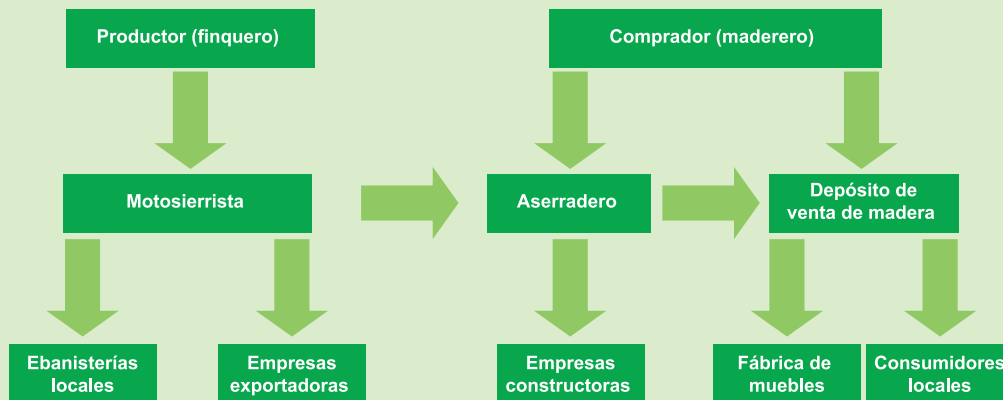 Productor (finquero)
Comprador (maderero)
Motosierrista
Aserradero
Depósito de
venta de madera
Ebanisterías
locales
Empresas
exportadoras
Empresas
constructoras
Fábrica de
muebles
Consumidores
locales